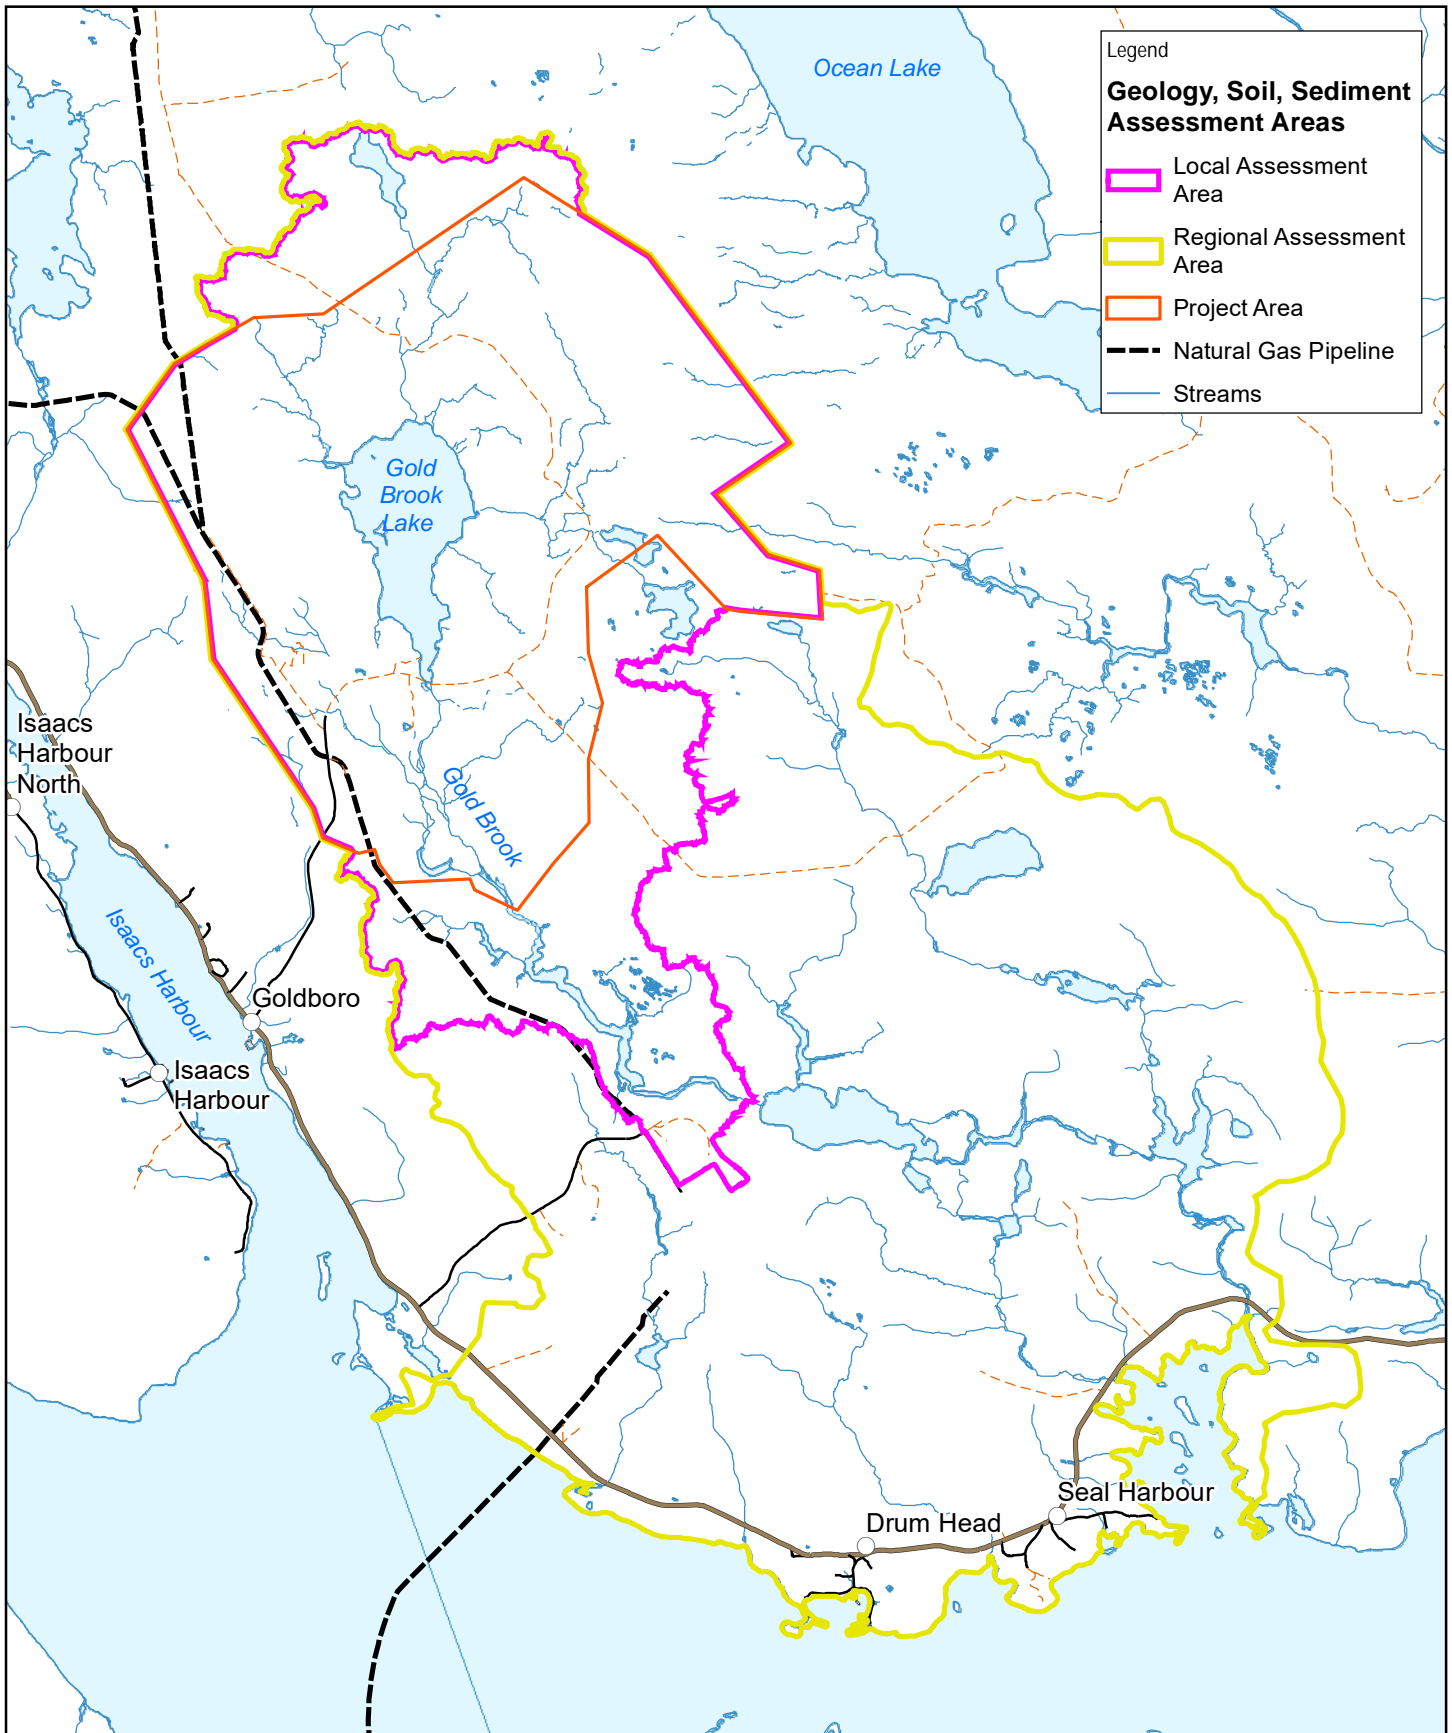 Ocean Lake
Legend
Geology, Soil, Sediment
Assessment Areas
Local Assessment
Area
Regional Assessment
Area
Project Area
Natural Gas Pipeline
Streams
Gold
Brook
Lake
Isaacs
Harbour
North
Gold Brook
Isaacs Harbour
Goldboro
Isaacs
Harbour
Seal Harbour
Drum Head